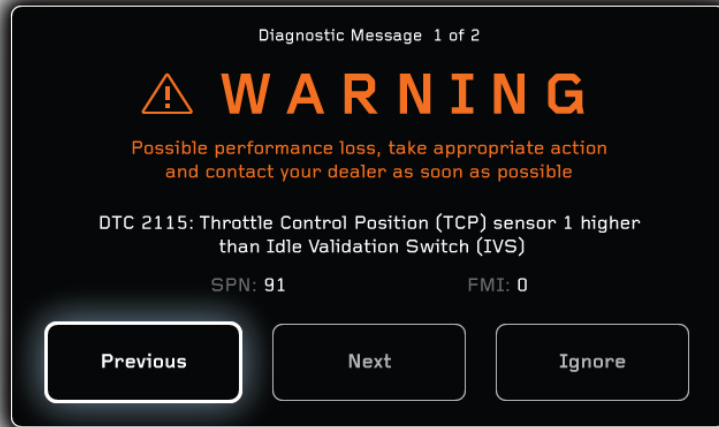 Diagnostic Message 1 of 2
WARNING
Possible performance loss, take appropriate action
and contact your dealer as soon as possible
DTC 2115: Throttle Control Position (TCP) sensor 1 higher
than Idle Validation Switch (IVS)
SPN: 91 FMI: 0
Previous Next Ignore